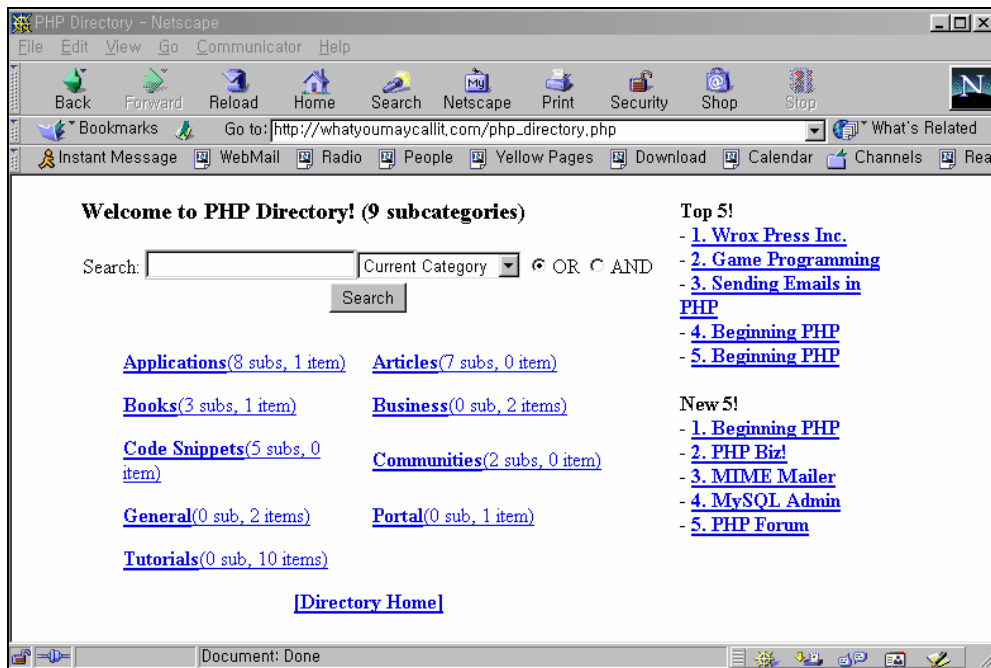 PHP Directory - Netscape
File Edit View Go Communicator Help
Back Forward Reload Home Search Netscape Print Security Shop Stop
My
N
Bookmarks Go to: http://whatyoumaycallit.com/php_directory.php What's Related
Instant Message WebMail Radio People Yellow Pages Download Calendar Channels Rea
Welcome to PHP Directory! (9 subcategories)
Search: Current Category OR AND
Search
Applications(8 subs, 1 item) Articles(7 subs, 0 item)
Books(3 subs, 1 item) Business(0 sub, 2 items)
Code Snippets(5 subs, 0
item)
Communities(2 subs, 0 item)
General(0 sub, 2 items) Portal(0 sub, 1 item)
Tutorials(0 sub, 10 items)
[Directory Home]
Top 5!
- 1. Wrox Press Inc.
- 2. Game Programming
- 3. Sending Emails in
PHP
- 4. Beginning PHP
- 5. Beginning PHP
New 5!
- 1. Beginning PHP
- 2. PHP Biz!
- 3. MIME Mailer
- 4. MySQL Admin
- 5. PHP Forum
Document: Done